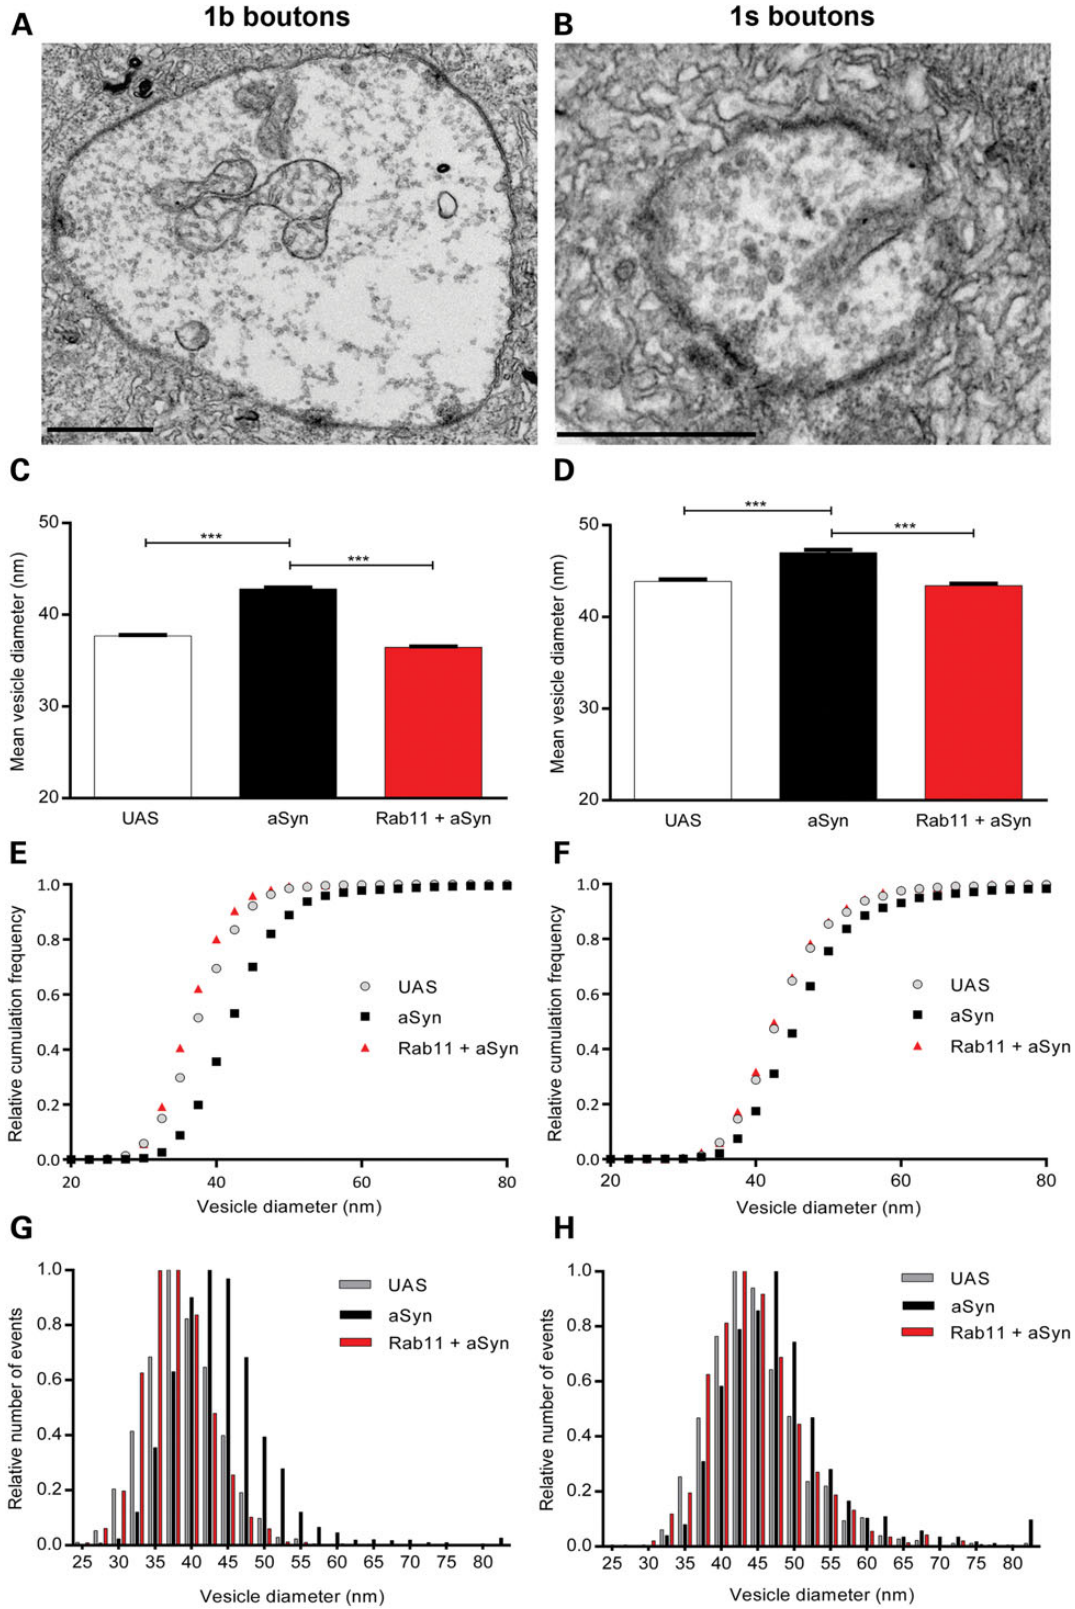 A
1b boutons
B
1s boutons
C
50
40
30
20
Mean vesicle diameter (nm)
***
***
UAS
aSyn
Rab11 + aSyn
D
50
40
30
20
Mean vesicle diameter (nm)
***
***
UAS
aSyn
Rab11 + aSyn
E
1.0
0.8
0.6
0.4
0.2
0.0
Relative cumulation frequency
UAS
aSyn
Rab11 + aSyn
20 40 60 80
Vesicle diameter (nm)
F
1.0
0.8
0.6
0.4
0.2
0.0
Relative cumulation frequency
UAS
aSyn
Rab11 + aSyn
20 40 60 80
Vesicle diameter (nm)
G
1.0
0.8
0.6
0.4
0.2
0.0
Relative number of events
UAS
aSyn
Rab11 + aSyn
25 30 35 40 45 50 55 60 65 70 75 80
Vesicle diameter (nm)
H
1.0
0.8
0.6
0.4
0.2
0.0
Relative number of events
UAS
aSyn
Rab11 + aSyn
25 30 35 40 45 50 55 60 65 70 75 80
Vesicle diameter (nm)